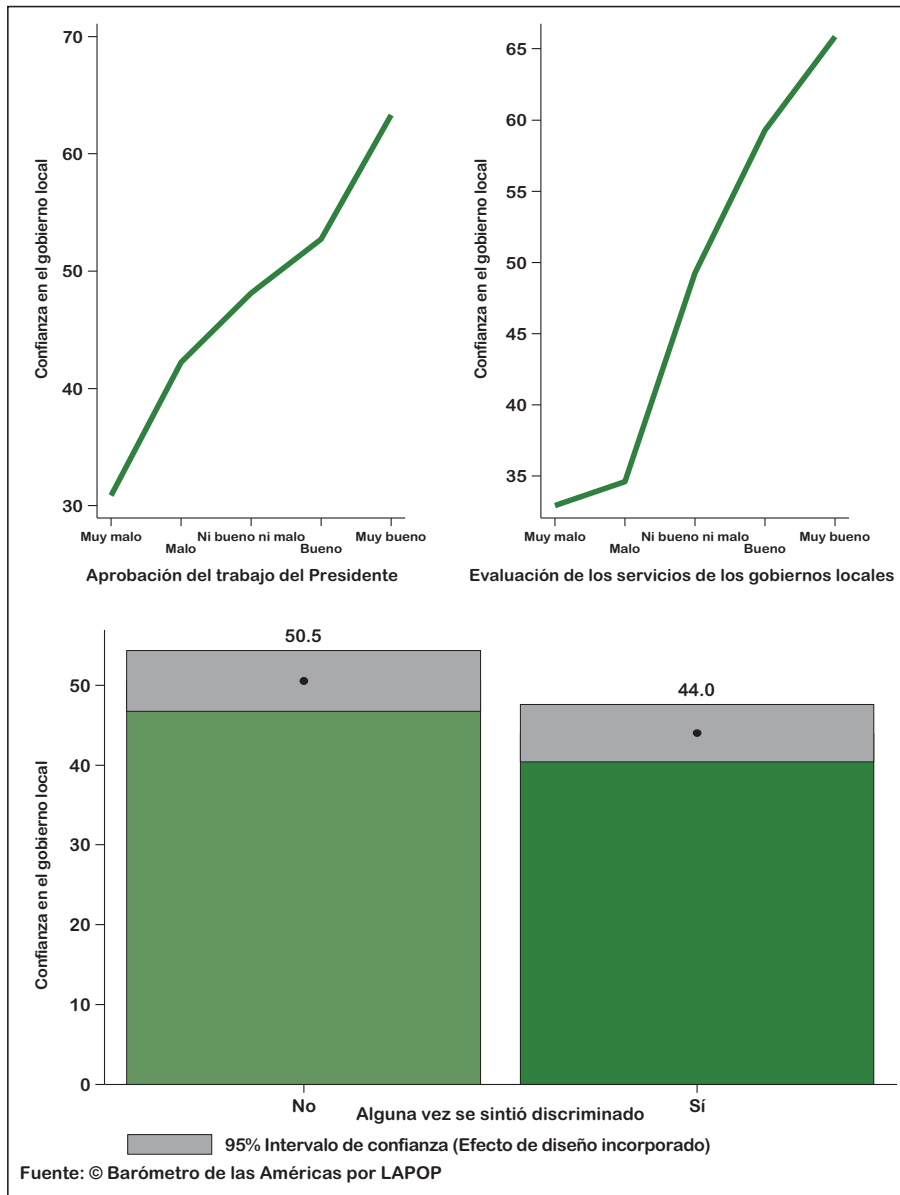 Confianza en el gobierno local
70
60
50
40
30
Muy malo
Malo
Ni bueno ni malo
Bueno
Muy bueno
Aprobación del trabajo del Presidente
Confianza en el gobierno local
65
60
55
50
45
40
35
Muy malo
Malo
Ni bueno ni malo
Bueno
Muy bueno
Evaluación de los servicios de los gobiernos locales
Confianza en el gobierno local
50
40
30
20
10
0
50.5
44.0
No
Sí
Alguna vez se sintió discriminado
95% Intervalo de confianza (Efecto de diseño incorporado)
Fuente: © Barómetro de las Américas por LAPOP